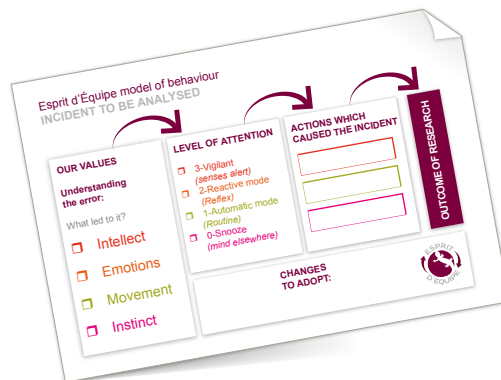 Esprit d'Équipe model of behaviour
INCIDENT TO BE ANALYSED
OUR VALUES
Understanding
the error:
What led to it?
Intellect
Emotions
Movement
Instinct
LEVEL OF ATTENTION
3-Vigilant
(senses alert)
2-Reactive mode
(Reflex)
1-Automatic mode
(Routine)
0-Snooze
(mind elsewhere)
ACTIONS WHICH
CAUSED THE INCIDENT
OUTCOME OF RESEARCH
CHANGES
TO ADOPT:
ESPRIT
D'EQUIPE